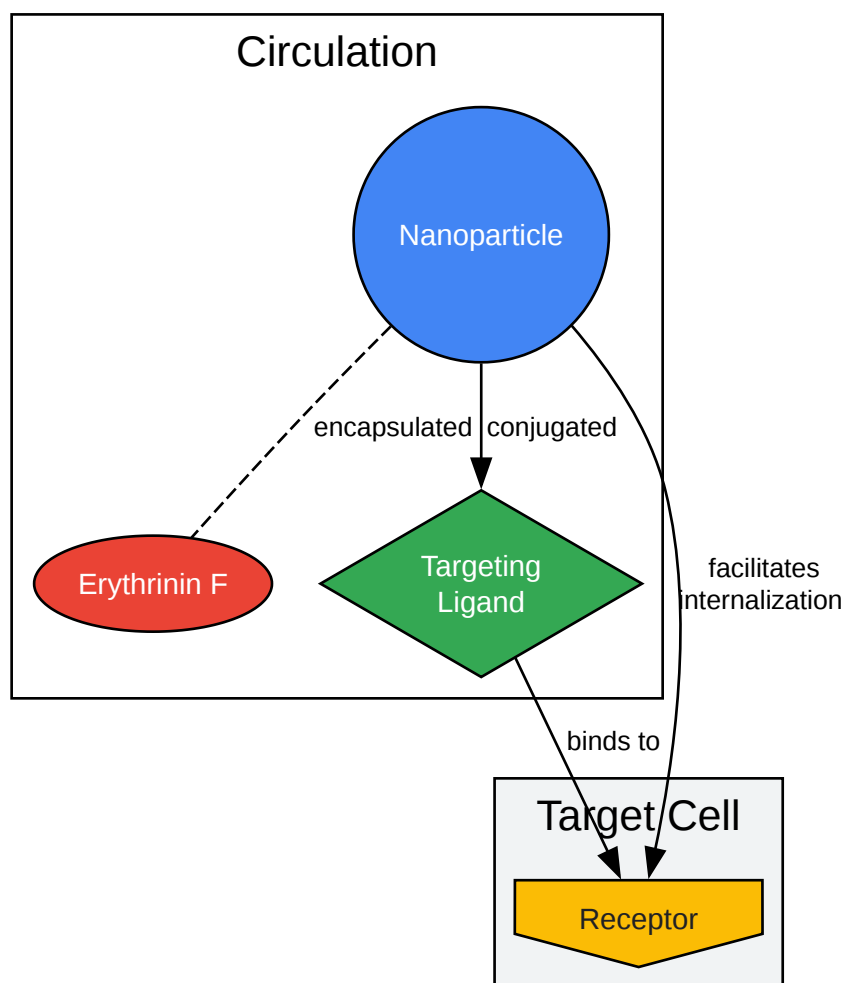 Circulation
Nanoparticle
encapsulated
conjugated
Erythrinin F
Targeting
Ligand
facilitates
internalization
binds to
Target Cell
Receptor